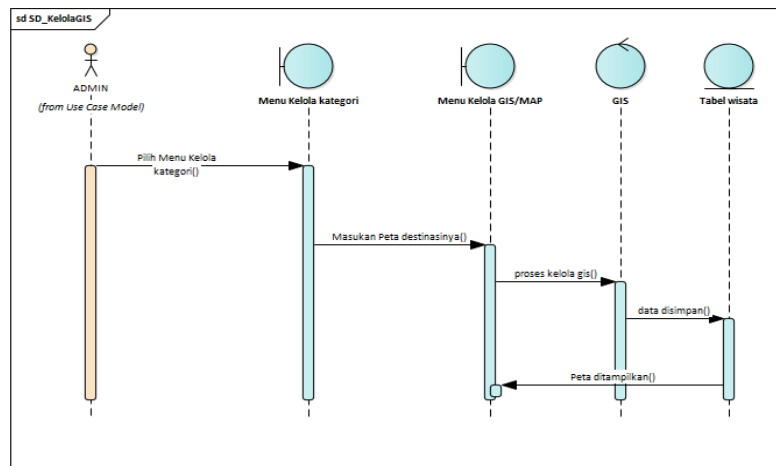 sd SD_KelolaGIS
ADMIN
(from Use Case Model)
Menu Kelola kategori
Menu Kelola GIS/MAP
GIS
Tabel wisata
Pilih Menu Kelola
kategori()
Masukan Peta destinasinya()
proses kelola gis()
data disimpan()
Peta ditampilkan()